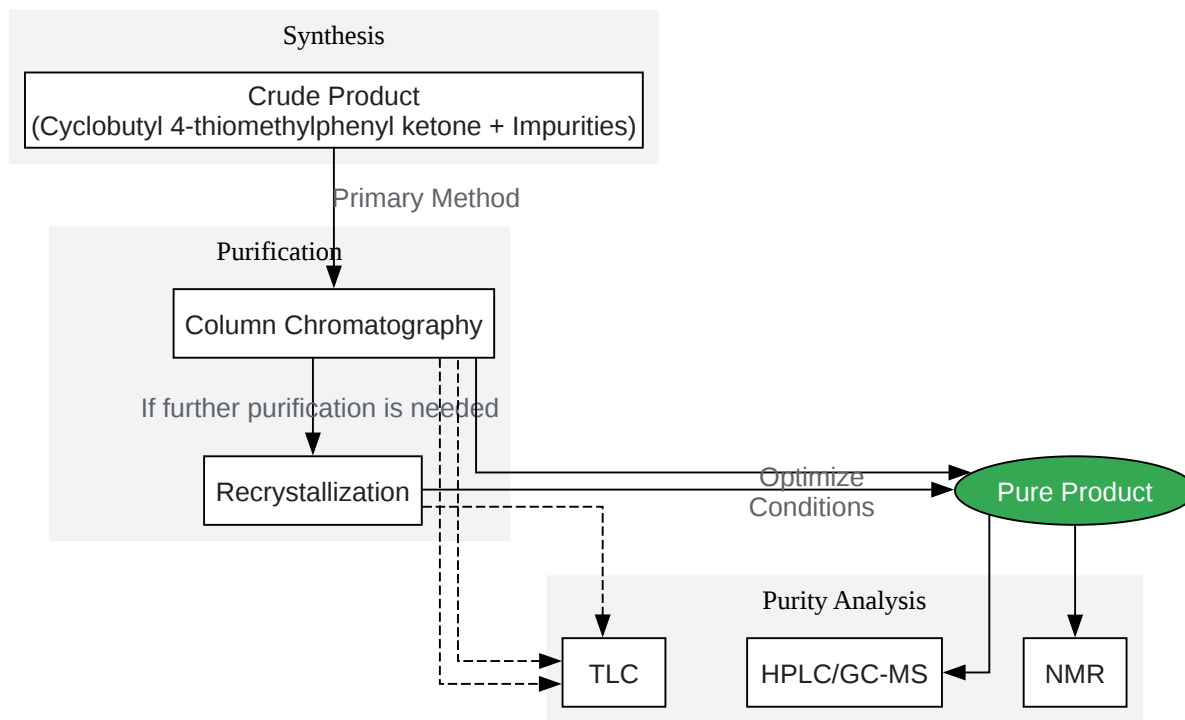 Synthesis
Crude Product
(Cyclobutyl 4-thiomethylphenyl ketone + Impurities)
Primary Method
Purification
Column Chromatography
If further purification is needed
Recrystallization
Optimize
Conditions
Pure Product
Purity Analysis
TLC
HPLC/GC-MS
NMR